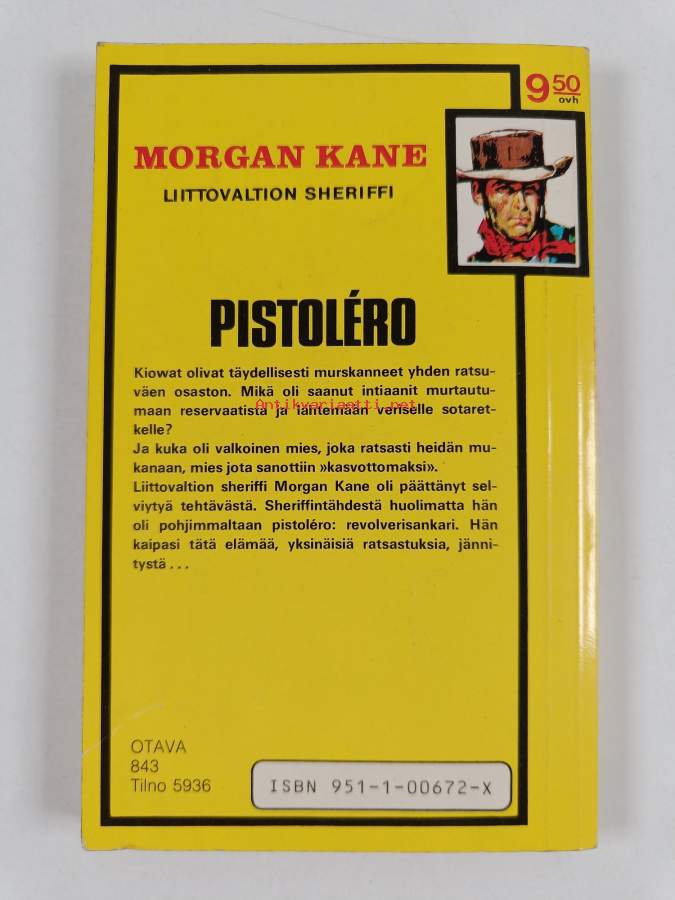 9 50
ovh
MORGAN KANE
LIITTOVALTION SHERIFFI
PISTOLÉRO
Kiowat olivat täydellisesti murskanneet yhden ratsu-
väen osaston. Mikä oli saanut intiaanit murtautu-
maan reservaatista ja lähtemään veriselle sotaret-
Antikvariaatti.net
kelle?
Ja kuka oli valkoinen mies, joka ratsasti heidän mu-
kanaan, mies jota sanottiin »kasvottomaksi».
Liittovaltion sheriffi Morgan Kane oli päättänyt sel-
viytyä tehtävästä. Sheriffintähdestä huolimatta hän
oli pohjimmaltaan pistoléro: revolverisankari. Hän
kaipasi tätä elämää, yksinäisiä ratsastuksia, jänni-
tystä ...
OTAVA
843
Tilno 5936
ISBN 951-1-00672-X